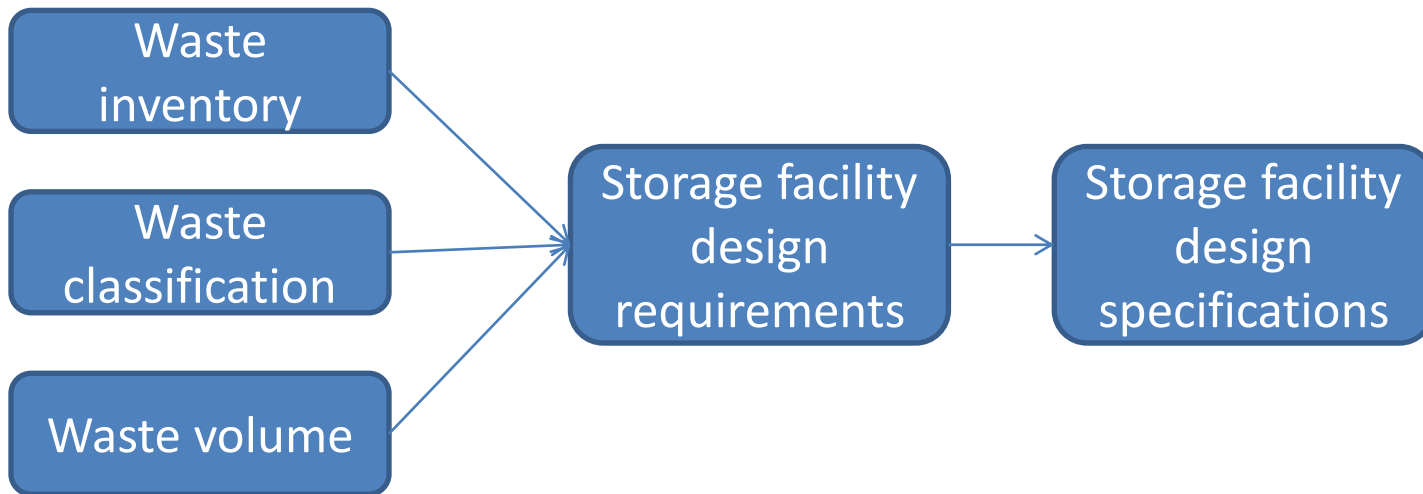 Waste
inventory
Waste
classification
Waste volume
Storage facility
design
requirements
Storage facility
design
specifications